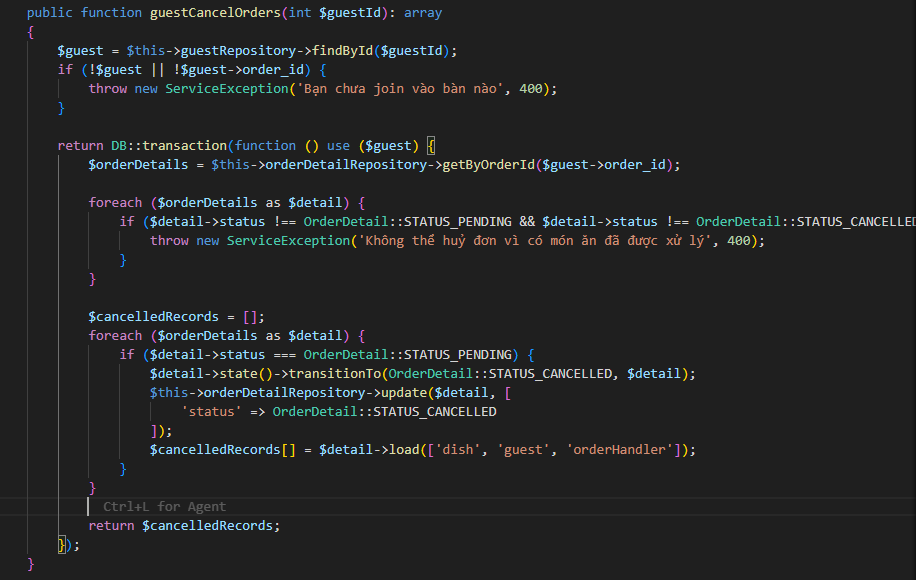 public function guestCancelOrders(int $guestId): array
{
    $guest = $this->guestRepository->findById($guestId);
    if (!$guest || !$guest->order_id) {
        throw new ServiceException('Bạn chưa join vào bàn nào', 400);
    }
    return DB::transaction(function () use ($guest) {
        $orderDetails = $this->orderDetailRepository->getByOrderId($guest->order_id);
        foreach ($orderDetails as $detail) {
            if ($detail->status !== OrderDetail::STATUS_PENDING && $detail->status !== OrderDetail::STATUS_CANCELLED
                throw new ServiceException('Không thể huỷ đơn vì có món ăn đã được xử lý', 400);
            }
        }
        $cancelledRecords = [];
        foreach ($orderDetails as $detail) {
            if ($detail->status === OrderDetail::STATUS_PENDING) {
                $detail->state()->transitionTo(OrderDetail::STATUS_CANCELLED, $detail);
                $this->orderDetailRepository->update($detail, [
                    'status' => OrderDetail::STATUS_CANCELLED
                ]);
                $cancelledRecords[] = $detail->load(['dish', 'guest', 'orderHandler']);
            }
        }
        Ctrl+L for Agent
        return $cancelledRecords;
    });
}